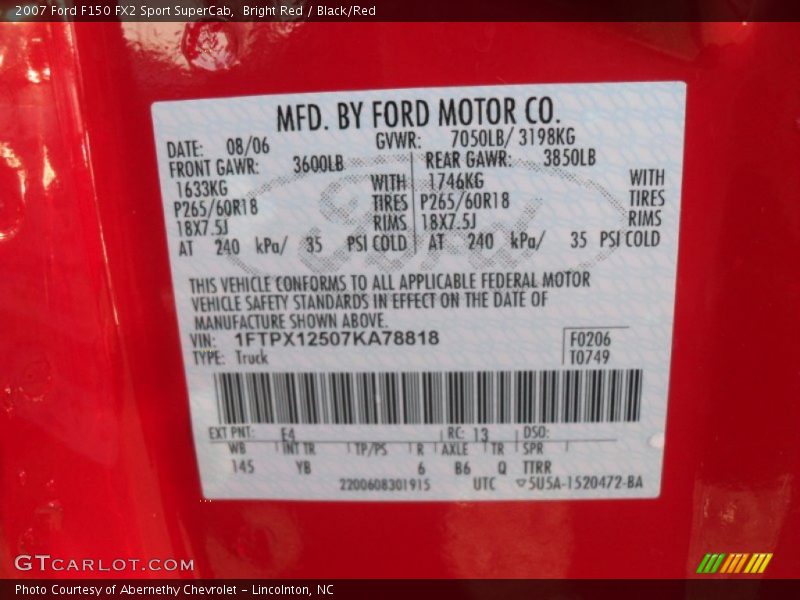 2007 Ford F150 FX2 Sport SuperCab,  Bright Red / Black/Red
MFD. BY FORD MOTOR CO.
DATE: 08/06 GVWR: 7050LB/ 3198KG
FRONT GAWR: 3600LB REAR GAWR: 3850LB
1633KG WITH 1746KG WITH
P265/60R18 TIRES P265/60R18 TIRES
18X7.5J RIMS 18X7.5J RIMS
AT 240 kPa/ 35 PSI COLD AT 240 kPa/ 35 PSI COLD
Ford
THIS VEHICLE CONFORMS TO ALL APPLICABLE FEDERAL MOTOR
VEHICLE SAFETY STANDARDS IN EFFECT ON THE DATE OF
MANUFACTURE SHOWN ABOVE.
VIN: 1FTPX12507KA78818 F0206
TYPE: Truck T0749
EXT PNT: E4 RC: 13 DSO:
WB INT TR TP/PS R AXLE TR SPR
145 YB 6 B6 Q TTRR
2200608301915 UTC 5U5A-1520472-BA
GTCARLOT.COM
Photo Courtesy of Abernethy Chevrolet – Lincolnton, NC